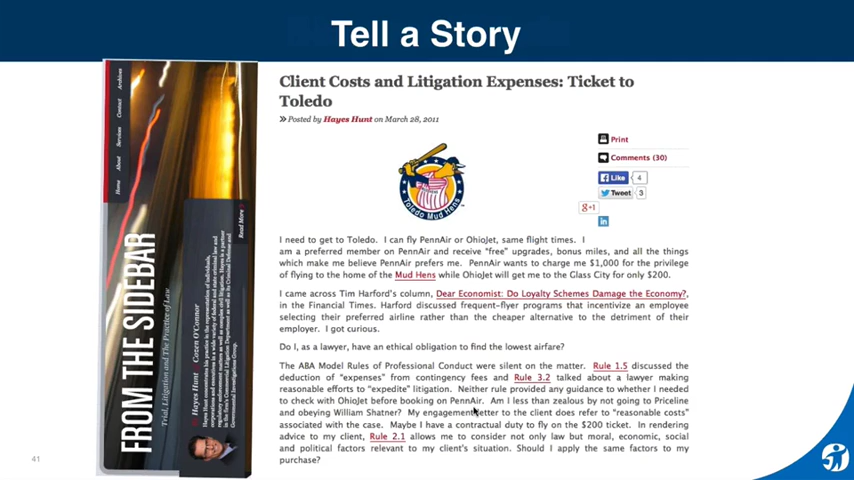 Tell a Story
Archives
Contact
Services
About
Home
FROM THE SIDEBAR
Trial, Litigation and The Practice of Law
Read More
Hayes Hunt Cozen O'Connor
Hayes Hunt concentrates his practice in the representation of individuals,
Client Costs and Litigation Expenses: Ticket to
Toledo
Posted by Hayes Hunt on March 28, 2011
Print
Comments (30)
Like 4
Tweet 3
g+1
in
Toledo Mud Hens
I need to get to Toledo. I can fly PennAir or OhioJet, same flight times. I
am a preferred member on PennAir and receive "free" upgrades, bonus miles, and all the things
which make me believe PennAir prefers me. PennAir wants to charge me $1,000 for the privilege
of flying to the home of the Mud Hens while OhioJet will get me to the Glass City for only $200.
I came across Tim Harford's column, Dear Economist: Do Loyalty Schemes Damage the Economy?,
in the Financial Times. Harford discussed frequent-flyer programs that incentivize an employee
selecting their preferred airline rather than the cheaper alternative to the detriment of their
employer. I got curious.
Do I, as a lawyer, have an ethical obligation to find the lowest airfare?
The ABA Model Rules of Professional Conduct were silent on the matter. Rule 1.5 discussed the
deduction of "expenses" from contingency fees and Rule 3.2 talked about a lawyer making
reasonable efforts to "expedite" litigation. Neither rule provided any guidance to whether I needed
to check with OhioJet before booking on PennAir. Am I less than zealous by not going to Priceline
and obeying William Shatner? My engagement letter to the client does refer to "reasonable costs"
associated with the case. Maybe I have a contractual duty to fly on the $200 ticket. In rendering
advice to my client, Rule 2.1 allows me to consider not only law but moral, economic, social
and political factors relevant to my client's situation. Should I apply the same factors to my
purchase?
41